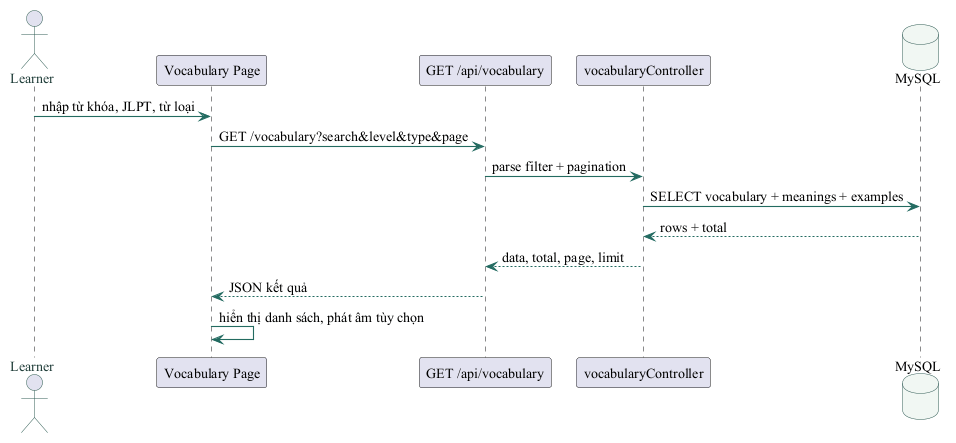 Learner
Vocabulary Page
GET /api/vocabulary
vocabularyController
MySQL
nhập từ khóa, JLPT, từ loại
GET /vocabulary?search&level&type&page
parse filter + pagination
SELECT vocabulary + meanings + examples
rows + total
data, total, page, limit
JSON kết quả
hiển thị danh sách, phát âm tùy chọn
Learner
Vocabulary Page
GET /api/vocabulary
vocabularyController
MySQL